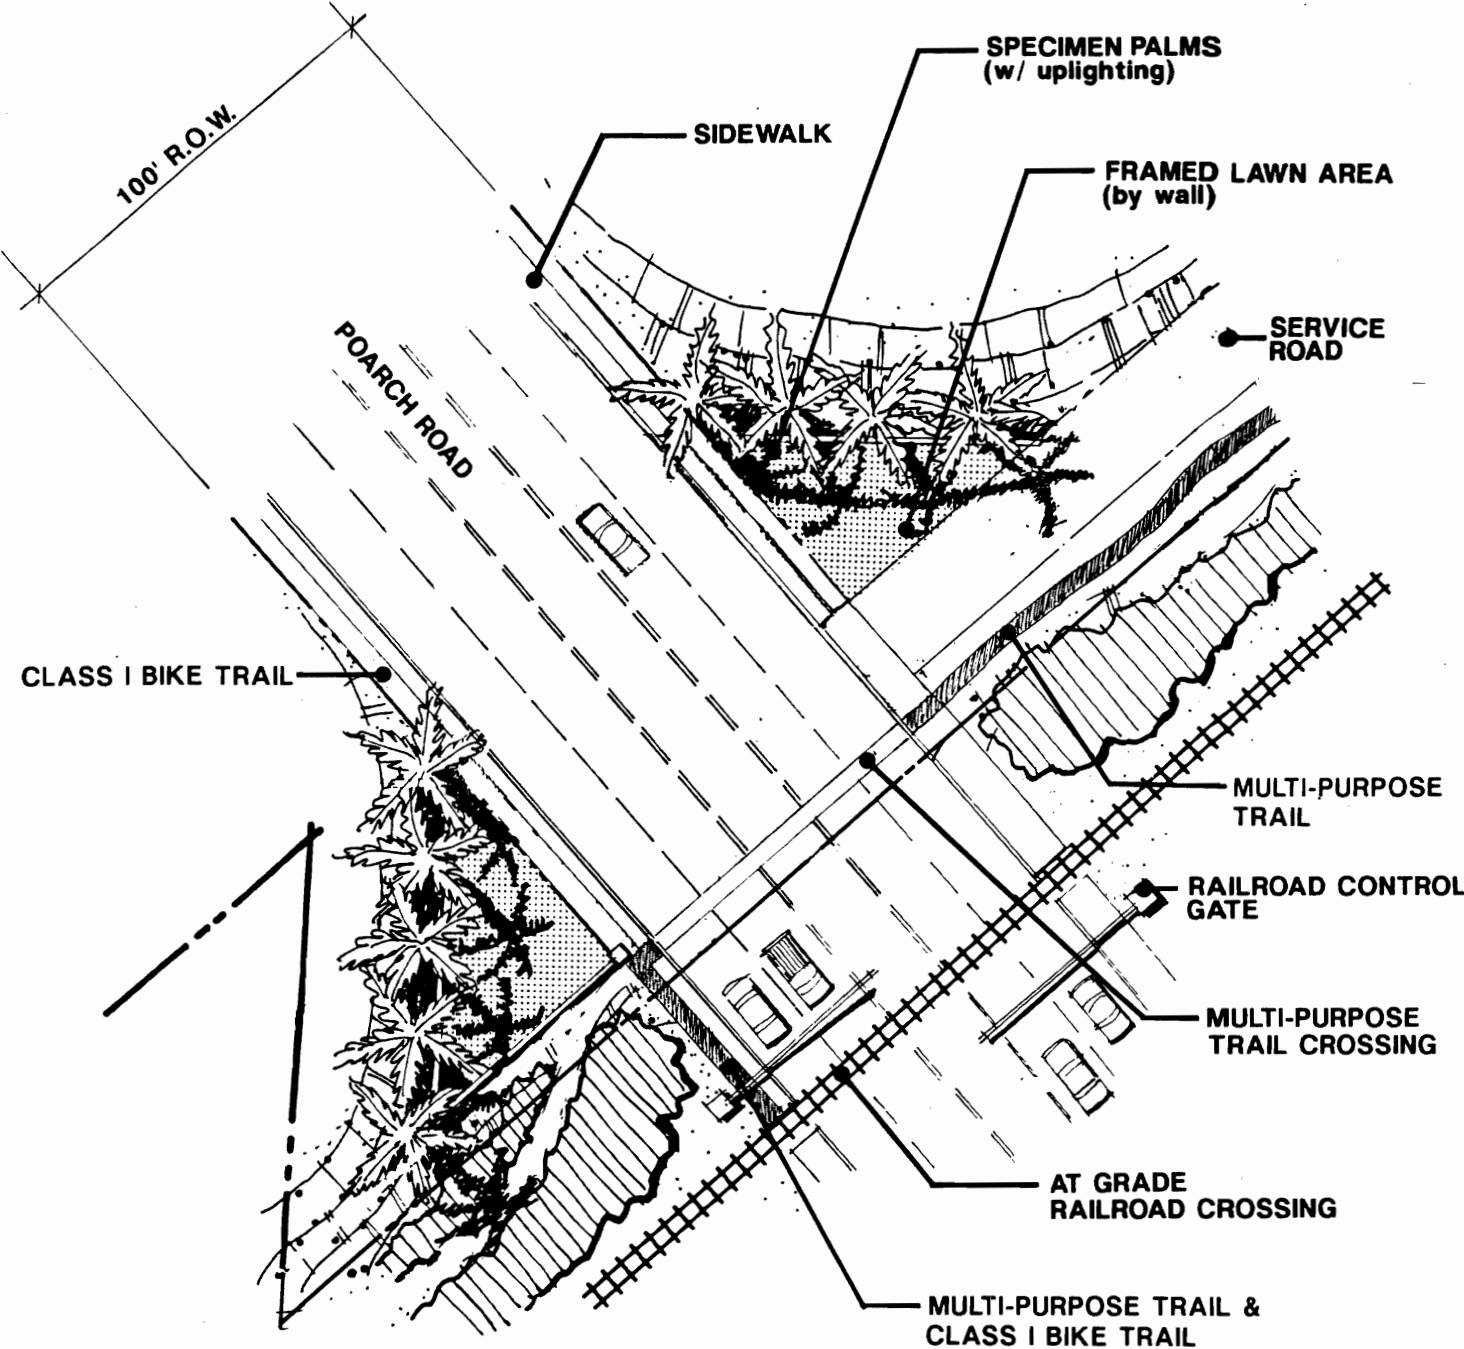 SPECIMEN PALMS
(w/ uplighting)
100' R.O.W.
SIDEWALK
FRAMED LAWN AREA
(by wall)
POARCH ROAD
SERVICE
ROAD
CLASS I BIKE TRAIL
MULTI-PURPOSE
TRAIL
RAILROAD CONTROL
GATE
MULTI-PURPOSE
TRAIL CROSSING
AT GRADE
RAILROAD CROSSING
MULTI-PURPOSE TRAIL &
CLASS I BIKE TRAIL